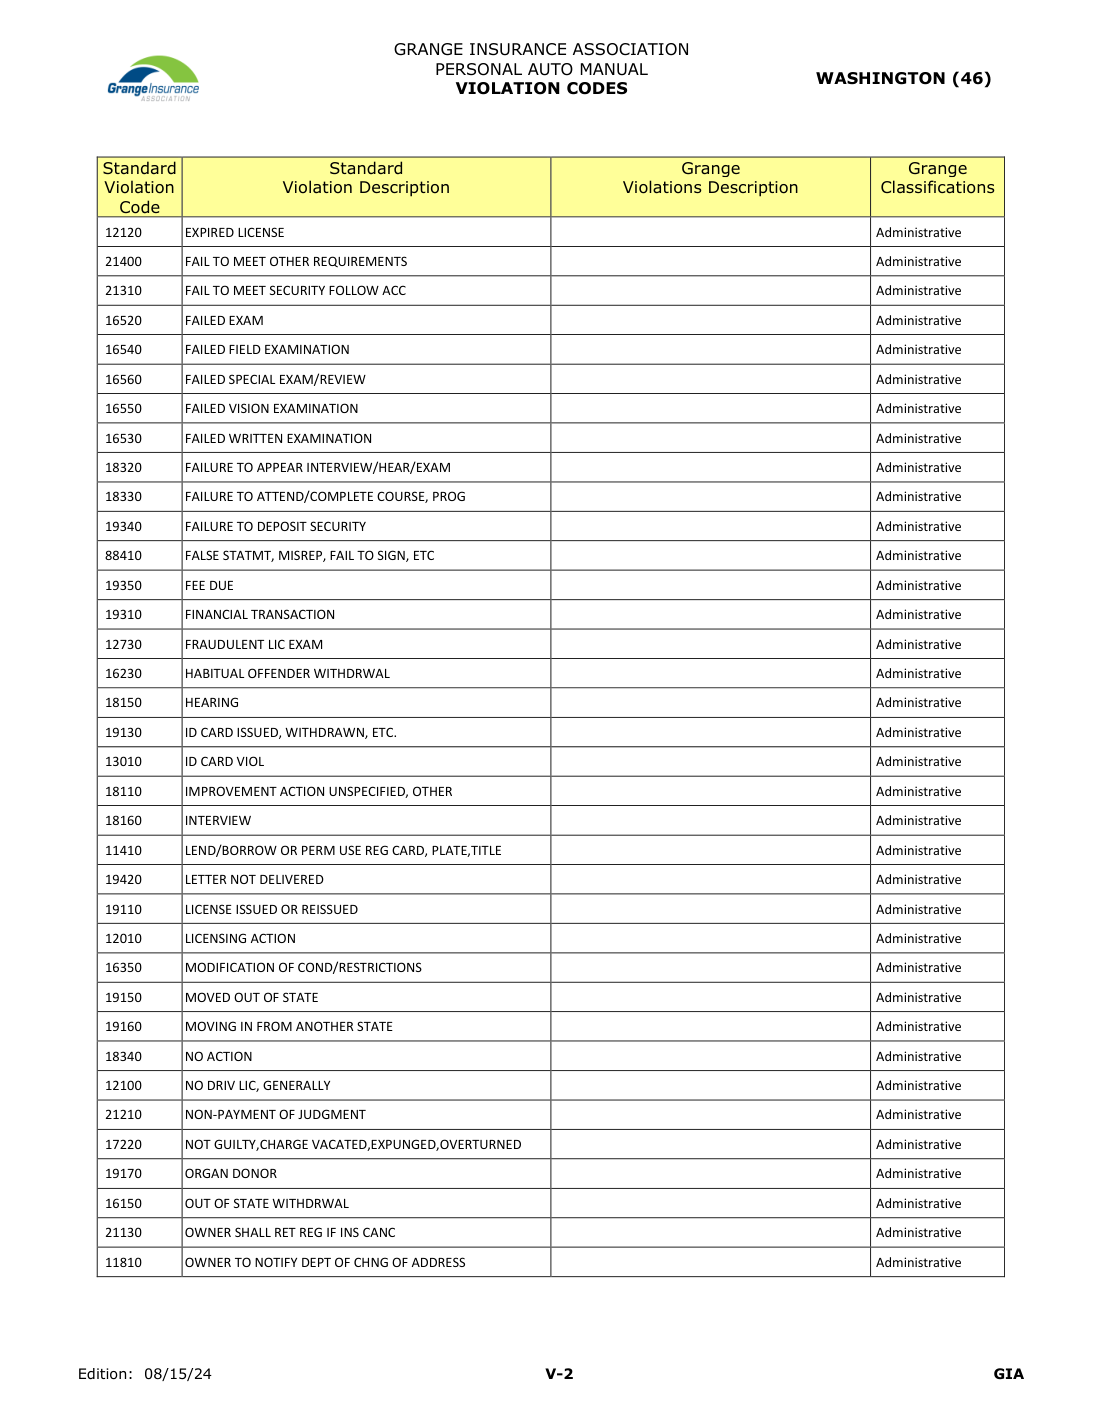 GrangeInsurance
ASSOCIATION
GRANGE INSURANCE ASSOCIATION
PERSONAL AUTO MANUAL
VIOLATION CODES
WASHINGTON (46)
Standard Violation Code | Standard Violation Description | Grange Violations Description | Grange Classifications
12120 EXPIRED LICENSE Administrative
21400 FAIL TO MEET OTHER REQUIREMENTS Administrative
21310 FAIL TO MEET SECURITY FOLLOW ACC Administrative
16520 FAILED EXAM Administrative
16540 FAILED FIELD EXAMINATION Administrative
16560 FAILED SPECIAL EXAM/REVIEW Administrative
16550 FAILED VISION EXAMINATION Administrative
16530 FAILED WRITTEN EXAMINATION Administrative
18320 FAILURE TO APPEAR INTERVIEW/HEAR/EXAM Administrative
18330 FAILURE TO ATTEND/COMPLETE COURSE, PROG Administrative
19340 FAILURE TO DEPOSIT SECURITY Administrative
88410 FALSE STATMT, MISREP, FAIL TO SIGN, ETC Administrative
19350 FEE DUE Administrative
19310 FINANCIAL TRANSACTION Administrative
12730 FRAUDULENT LIC EXAM Administrative
16230 HABITUAL OFFENDER WITHDRWAL Administrative
18150 HEARING Administrative
19130 ID CARD ISSUED, WITHDRAWN, ETC. Administrative
13010 ID CARD VIOL Administrative
18110 IMPROVEMENT ACTION UNSPECIFIED, OTHER Administrative
18160 INTERVIEW Administrative
11410 LEND/BORROW OR PERM USE REG CARD, PLATE,TITLE Administrative
19420 LETTER NOT DELIVERED Administrative
19110 LICENSE ISSUED OR REISSUED Administrative
12010 LICENSING ACTION Administrative
16350 MODIFICATION OF COND/RESTRICTIONS Administrative
19150 MOVED OUT OF STATE Administrative
19160 MOVING IN FROM ANOTHER STATE Administrative
18340 NO ACTION Administrative
12100 NO DRIV LIC, GENERALLY Administrative
21210 NON-PAYMENT OF JUDGMENT Administrative
17220 NOT GUILTY,CHARGE VACATED,EXPUNGED,OVERTURNED Administrative
19170 ORGAN DONOR Administrative
16150 OUT OF STATE WITHDRWAL Administrative
21130 OWNER SHALL RET REG IF INS CANC Administrative
11810 OWNER TO NOTIFY DEPT OF CHNG OF ADDRESS Administrative
Edition: 08/15/24 V-2 GIA